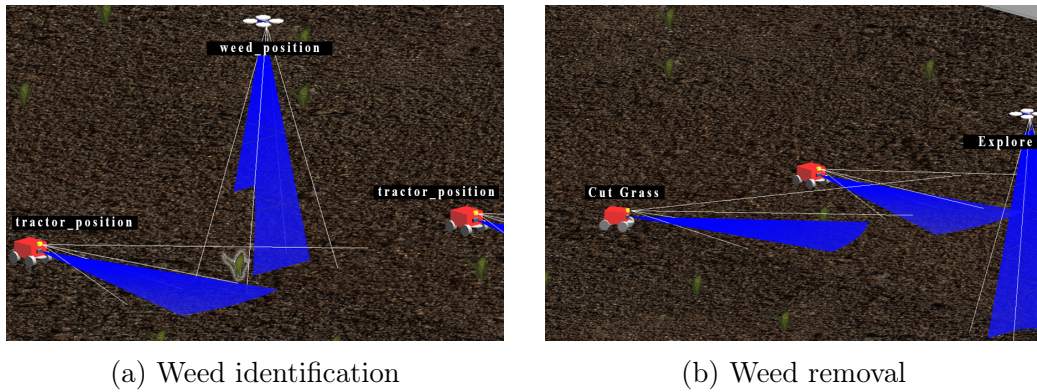 weed_position
tractor_position
tractor_position
Explore
Cut Grass
(a) Weed identification
(b) Weed removal